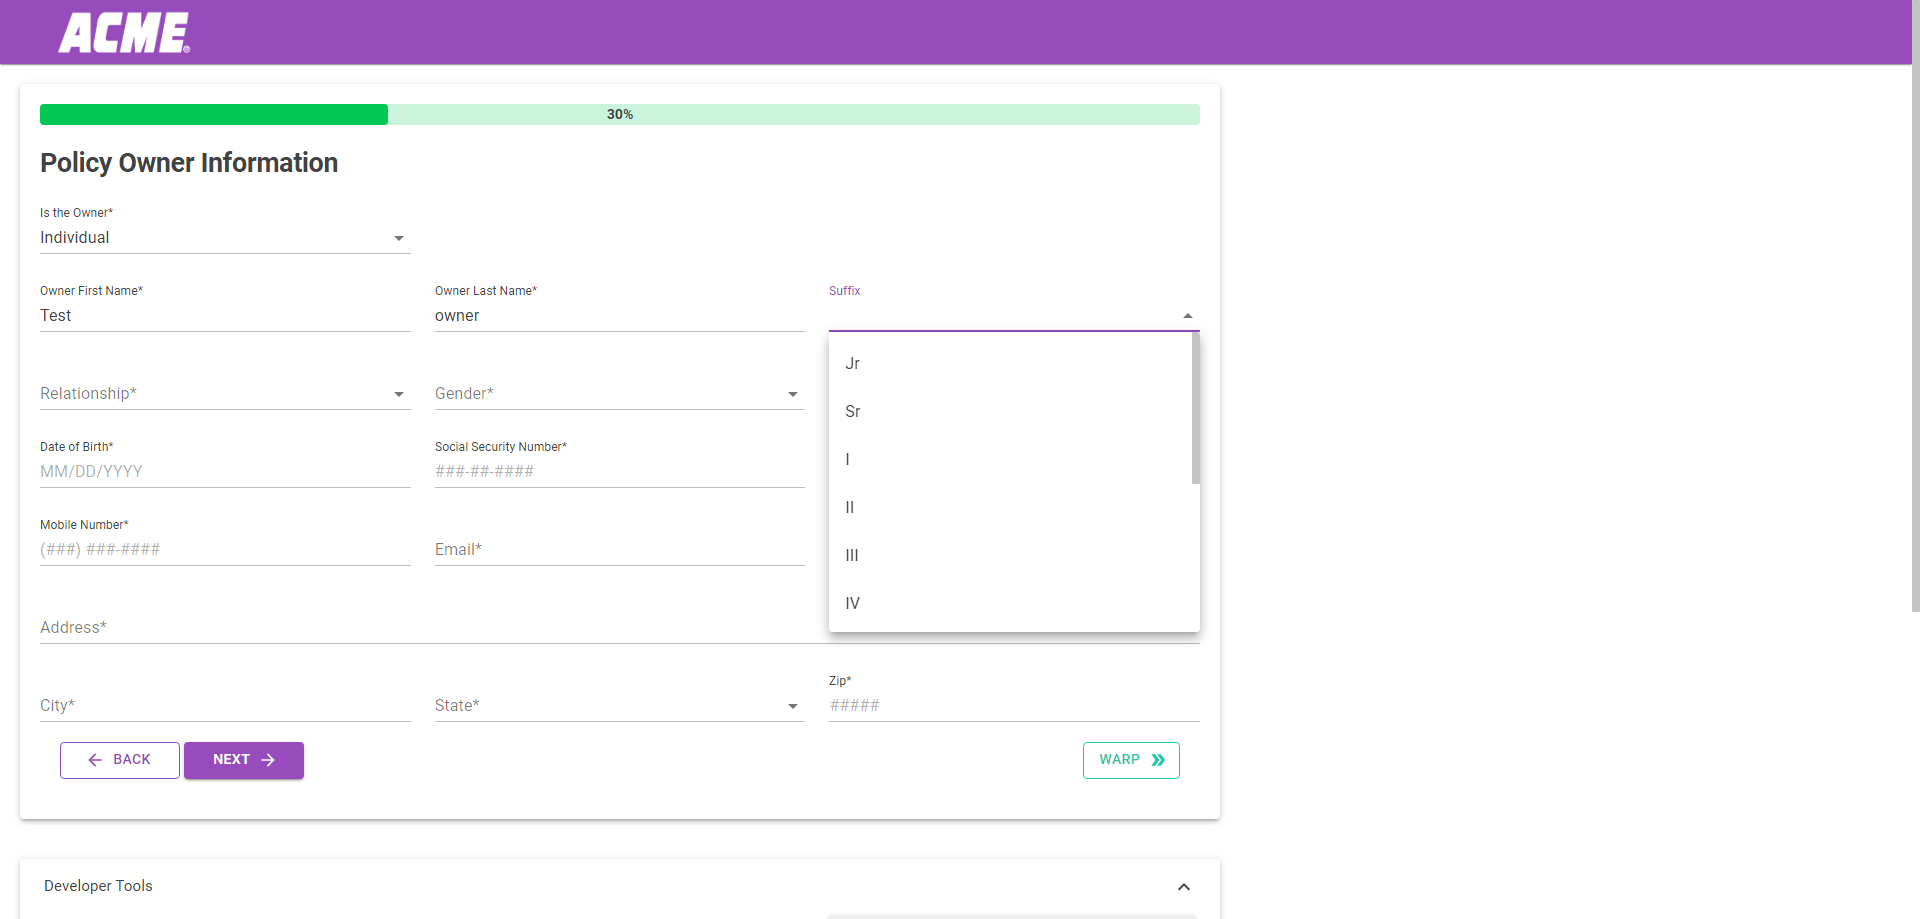 ACME®
30%
Policy Owner Information
Is the Owner*
Individual
Owner First Name*
Owner Last Name*
Suffix
Test
owner
Jr
Sr
I
II
III
IV
Relationship*
Gender*
Date of Birth*
Social Security Number*
MM/DD/YYYY
###-##-####
Mobile Number*
(###) ###-####
Email*
Address*
City*
State*
Zip*
#####
BACK
NEXT
WARP
Developer Tools